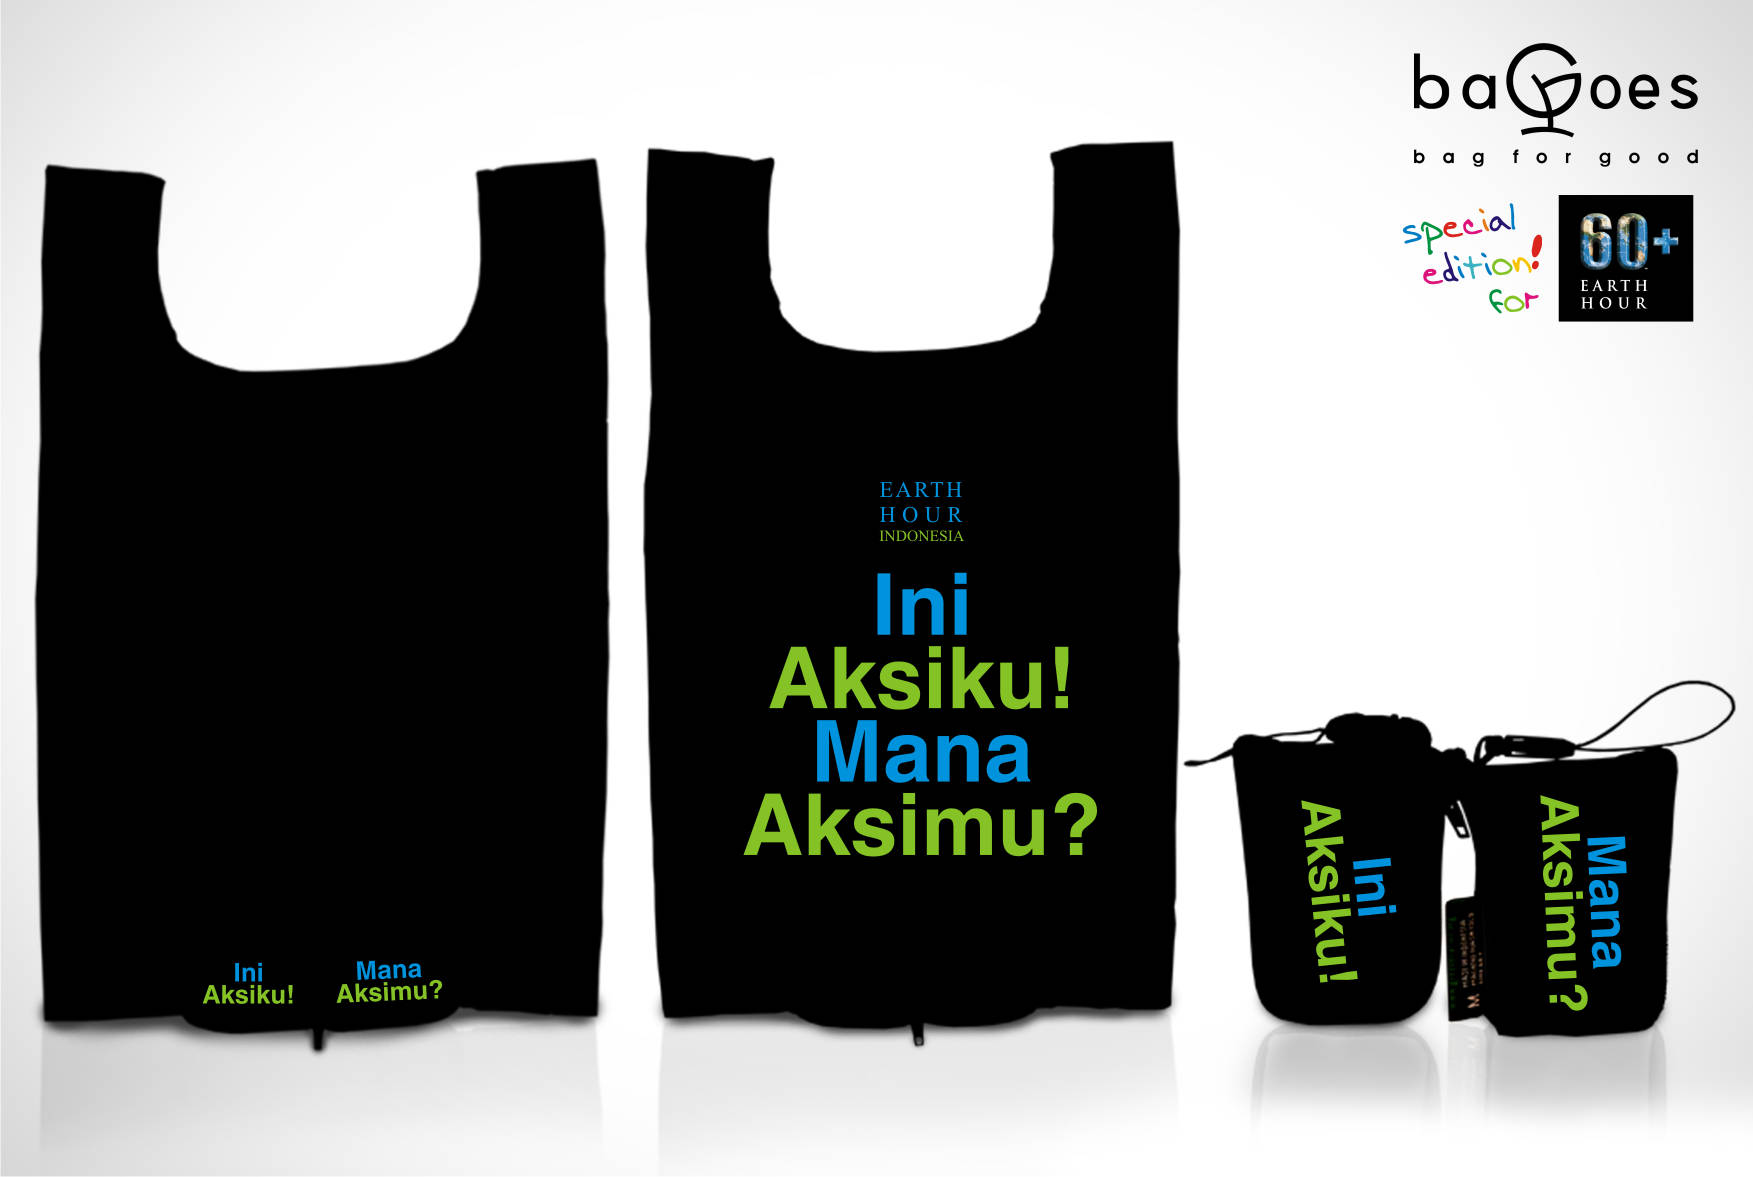 baGoes
bag for good
special
edition!
for
60+
EARTH
HOUR
EARTH
HOUR
INDONESIA
Ini
Aksiku!
Mana
Aksimu?
Ini
Aksiku!
Mana
Aksimu?
Ini
Aksiku!
Mana
Aksimu?